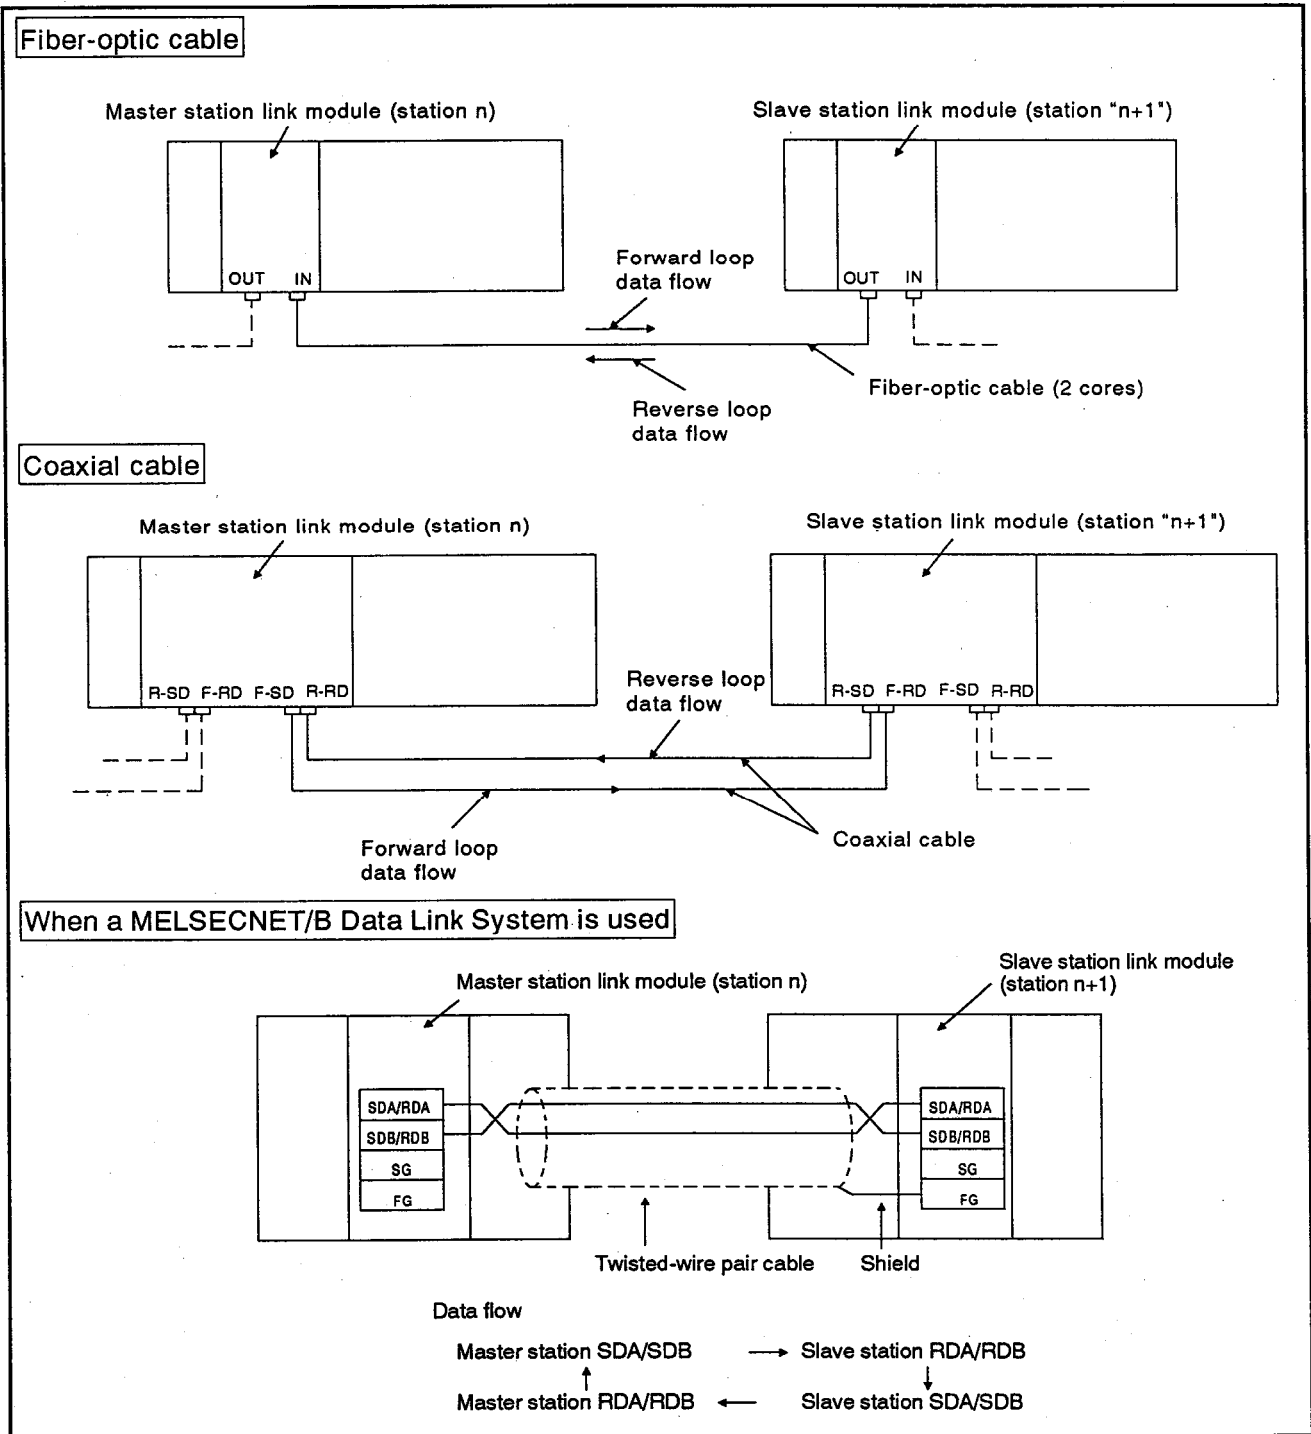 Fiber-optic cable
Master station link module (station n)
Slave station link module (station "n+1")
OUT IN
Forward loop
data flow
OUT IN
Fiber-optic cable (2 cores)
Reverse loop
data flow
Coaxial cable
Master station link module (station n)
Slave station link module (station "n+1")
R-SD F-RD F-SD R-RD
Reverse loop
data flow
R-SD F-RD F-SD R-RD
Forward loop
data flow
Coaxial cable
When a MELSECNET/B Data Link System is used
Master station link module (station n)
Slave station link module
(station n+1)
SDA/RDA
SDB/RDB
SG
FG
SDA/RDA
SDB/RDB
SG
FG
Twisted-wire pair cable
Shield
Data flow
Master station SDA/SDB → Slave station RDA/RDB
Master station RDA/RDB ← Slave station SDA/SDB